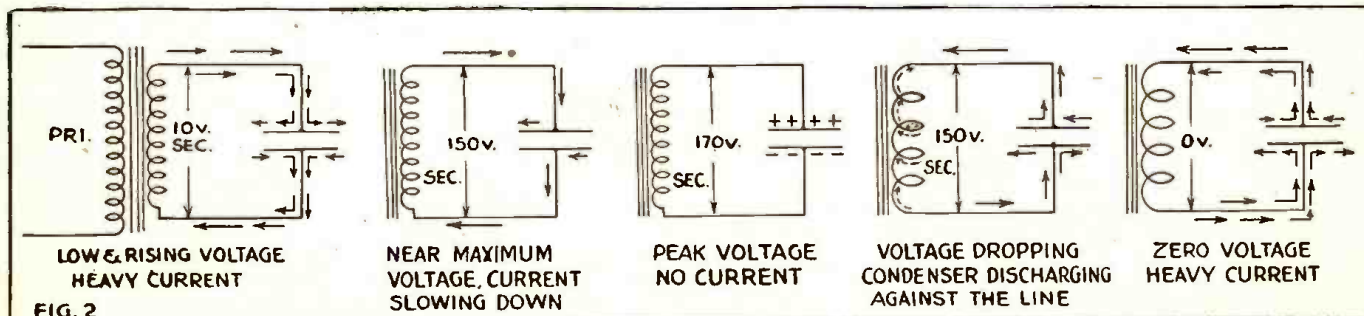 PRI.
10V.
SEC.
LOW & RISING VOLTAGE
HEAVY CURRENT
150V.
SEC.
NEAR MAXIMUM
VOLTAGE, CURRENT
SLOWING DOWN
+ + + +
170V.
- - - -
SEC.
PEAK VOLTAGE
NO CURRENT
150V.
SEC.
VOLTAGE DROPPING
CONDENSER DISCHARGING
AGAINST THE LINE
0V.
ZERO VOLTAGE
HEAVY CURRENT
FIG. 2